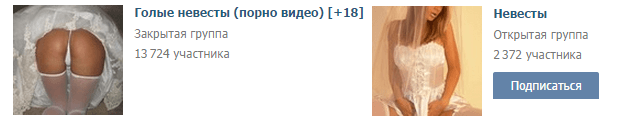 Голые невесты (порно видео) [+18]
Закрытая группа
13 724 участника
Невесты
Открытая группа
2 372 участника
Подписаться